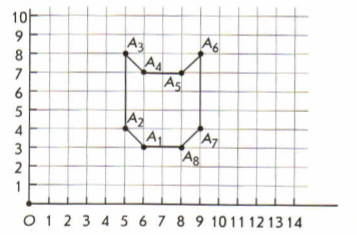 10
9
8 A₃ A₆
7 A₄ A₅
6
5
4 A₂
3 A₁ A₇
2 A₈
1
O 1 2 3 4 5 6 7 8 9 10 11 12 13 14